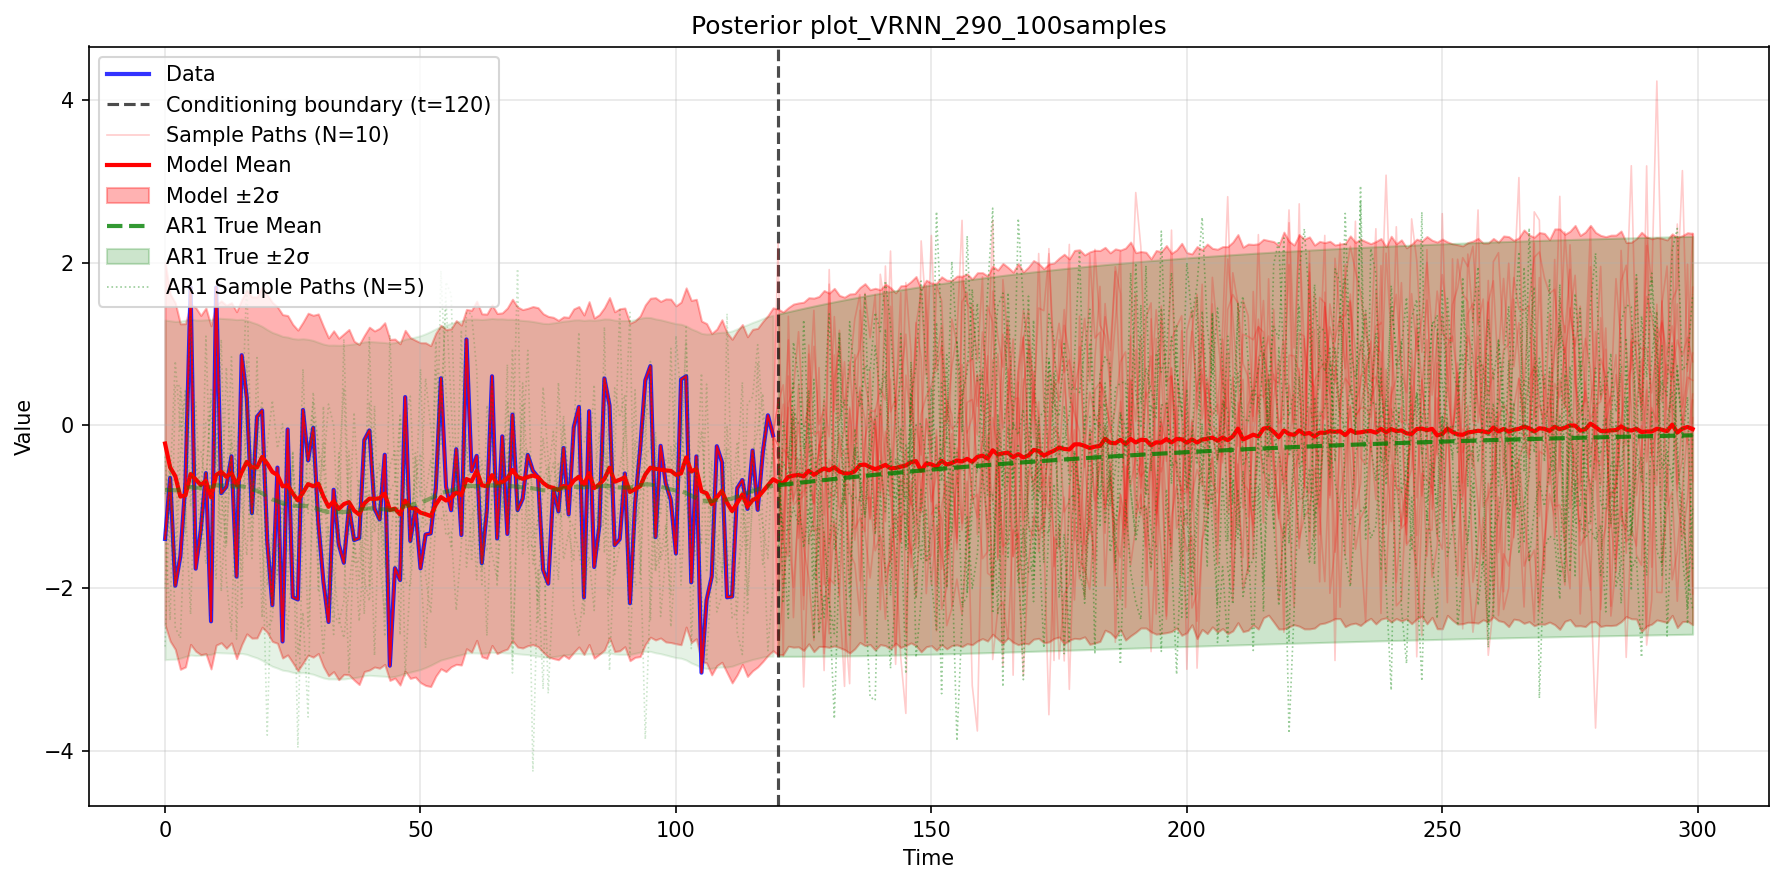 Posterior plot_VRNN_290_100samples
Data
Conditioning boundary (t=120)
Sample Paths (N=10)
Model Mean
Model ±2σ
AR1 True Mean
AR1 True ±2σ
AR1 Sample Paths (N=5)
Value
4
2
0
−2
−4
0
50
100
150
200
250
300
Time